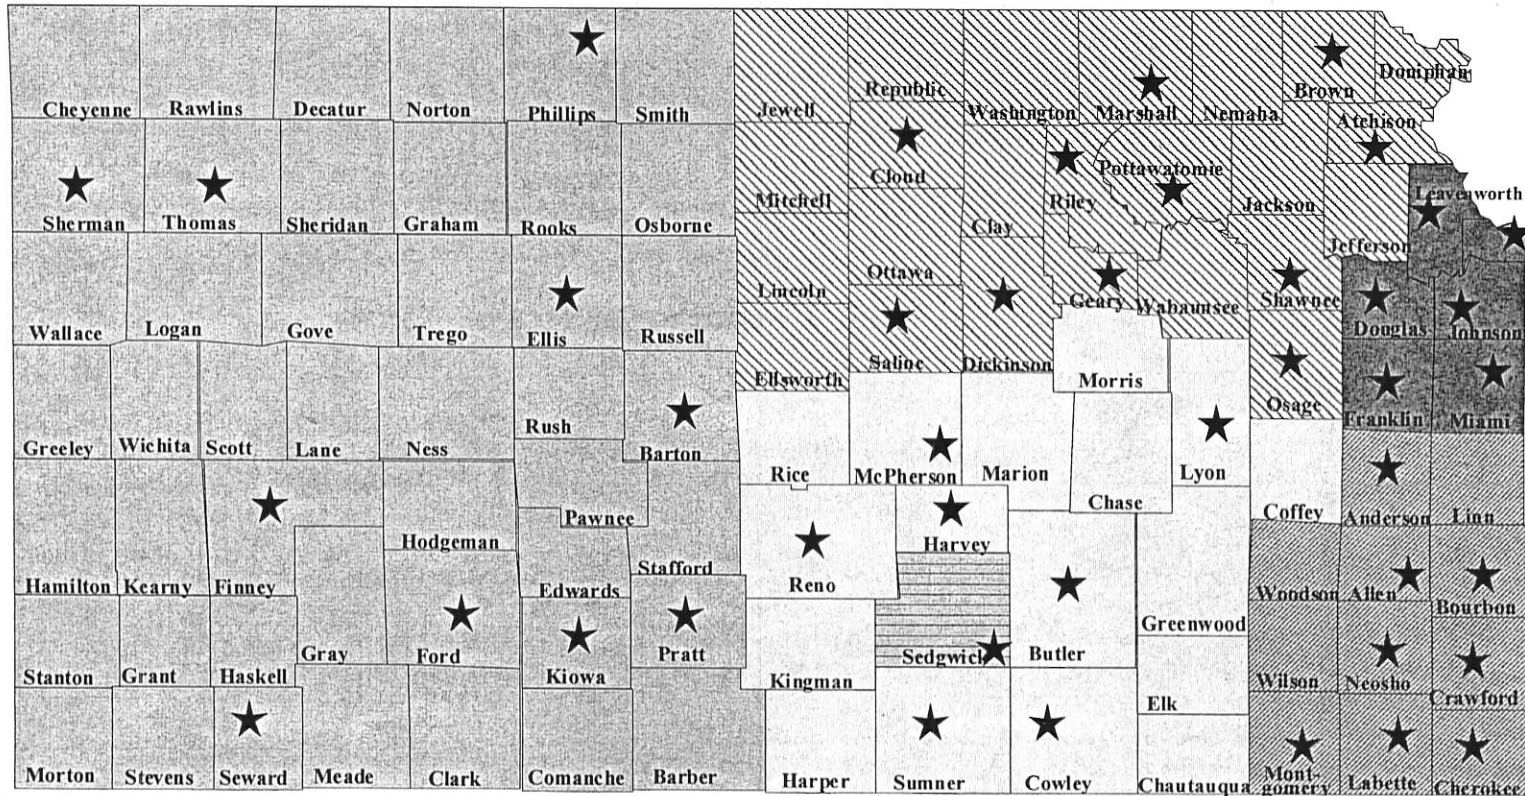 Cheyenne
Rawlins
Decatur
Norton
Phillips
Smith
Jewell
Republic
Washington
Marshall
Nemaha
Brown
Doniphan
Atchison
Sherman
Thomas
Sheridan
Graham
Rooks
Osborne
Mitchell
Cloud
Clay
Riley
Pottawatomie
Jackson
Jefferson
Leavenworth
Wallace
Logan
Gove
Trego
Ellis
Russell
Lincoln
Ottawa
Saline
Dickinson
Geary
Wabaunsee
Shawnee
Douglas
Johnson
Ellsworth
Morris
Osage
Franklin
Miami
Greeley
Wichita
Scott
Lane
Ness
Rush
Barton
Rice
McPherson
Marion
Chase
Lyon
Coffey
Anderson
Linn
Hamilton
Kearny
Finney
Hodgeman
Pawnee
Edwards
Stafford
Reno
Harvey
Sedgwick
Butler
Greenwood
Woodson
Allen
Bourbon
Stanton
Grant
Haskell
Gray
Ford
Kiowa
Pratt
Kingman
Elk
Wilson
Neosho
Crawford
Morton
Stevens
Seward
Meade
Clark
Comanche
Barber
Harper
Sumner
Cowley
Chautauqua
Mont-
gomery
Labette
Cherokee